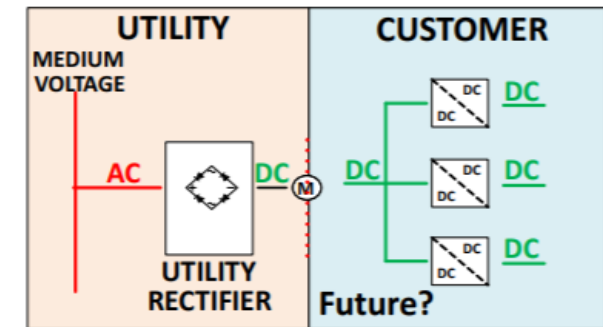 UTILITY
CUSTOMER
MEDIUM
VOLTAGE
AC
DC
M
UTILITY
RECTIFIER
DC
DC
DC
DC
DC
DC
DC
DC
DC
DC
Future?